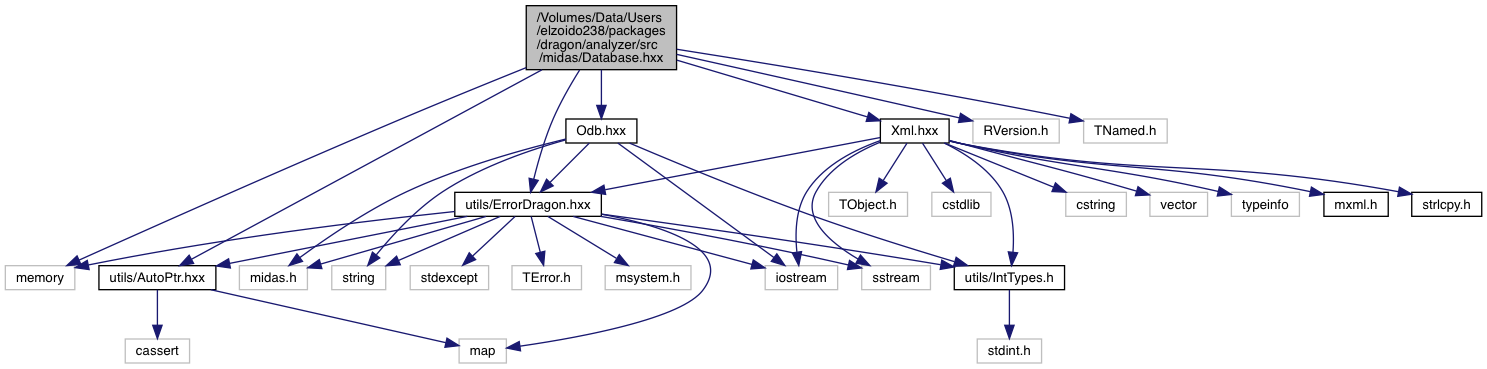 /Volumes/Data/Users
/elzoido238/packages
/dragon/analyzer/src
/midas/Database.hxx
Odb.hxx
Xml.hxx
RVersion.h
TNamed.h
utils/ErrorDragon.hxx
TObject.h
cstdlib
cstring
vector
typeinfo
mxml.h
strlcpy.h
memory
utils/AutoPtr.hxx
midas.h
string
stdexcept
TError.h
msystem.h
iostream
sstream
utils/IntTypes.h
cassert
map
stdint.h